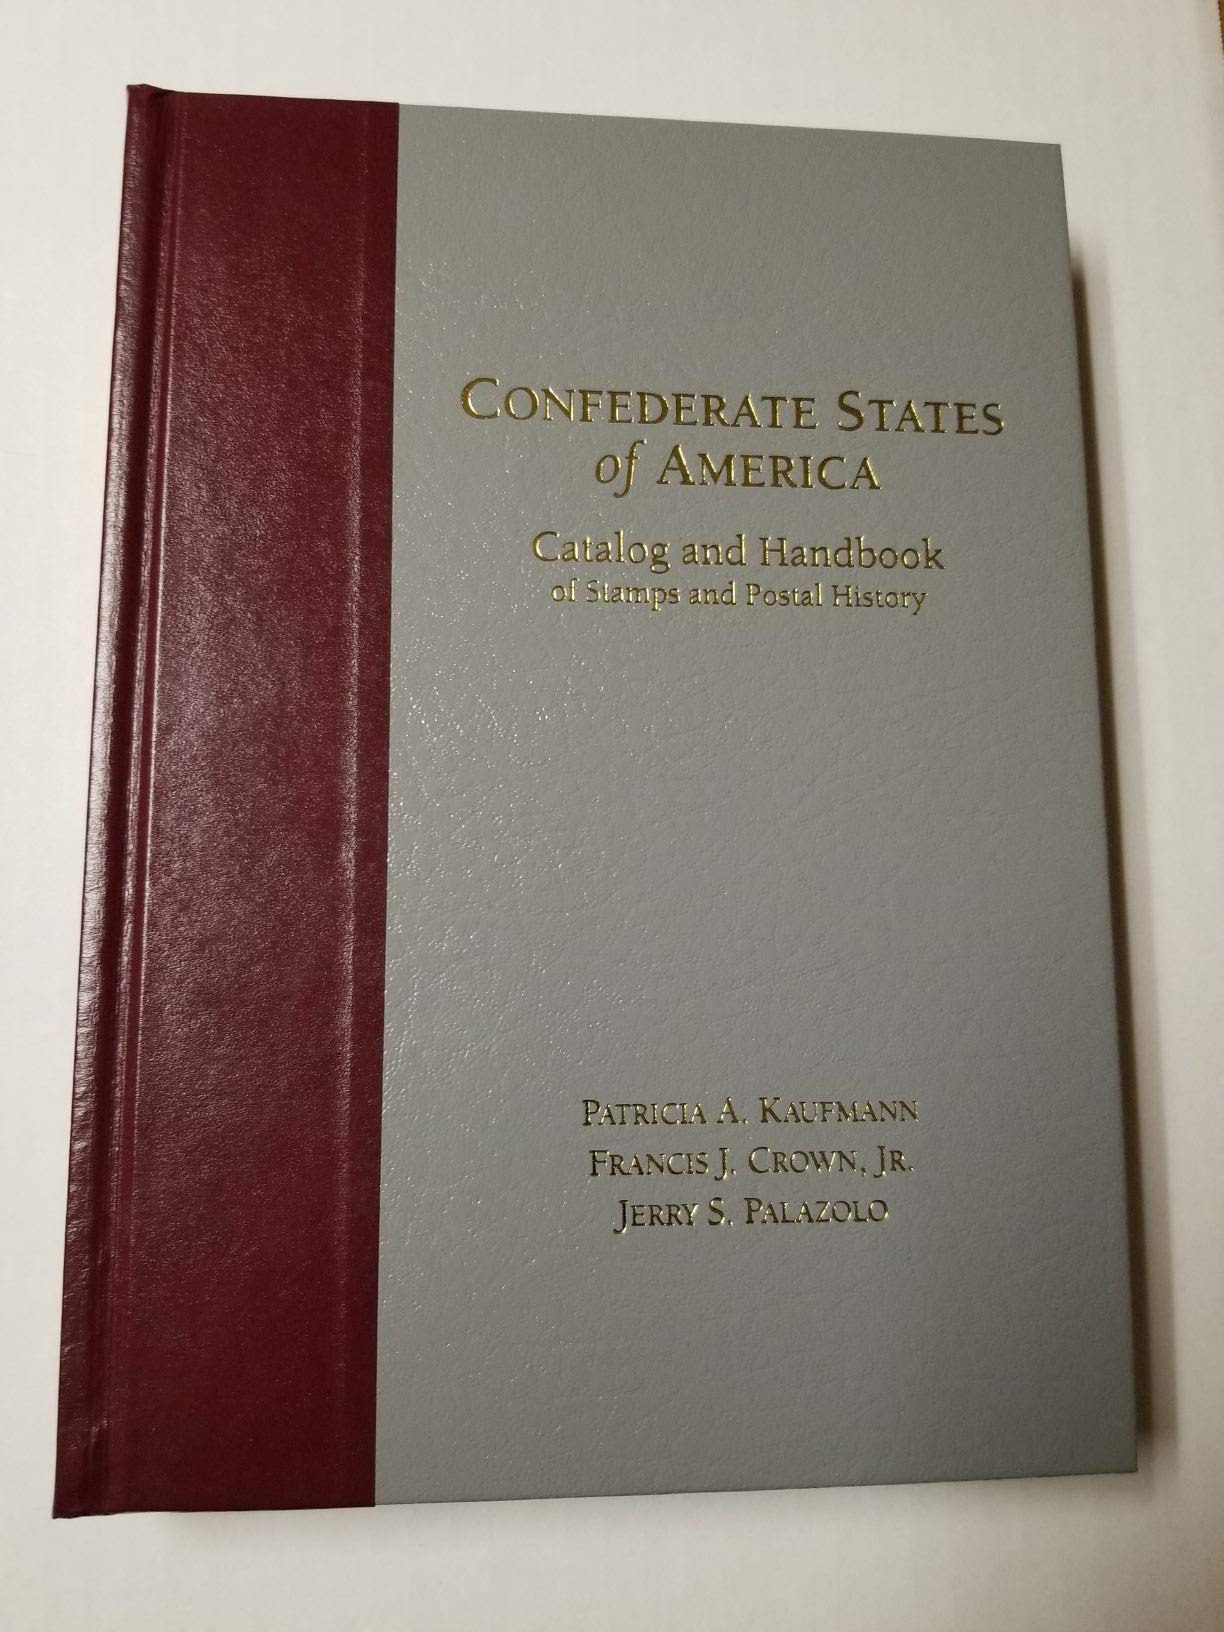 CONFEDERATE STATES
of AMERICA
Catalog and Handbook
of Stamps and Postal History
PATRICIA A. KAUFMANN
FRANCIS J. CROWN, JR.
JERRY S. PALAZOLO